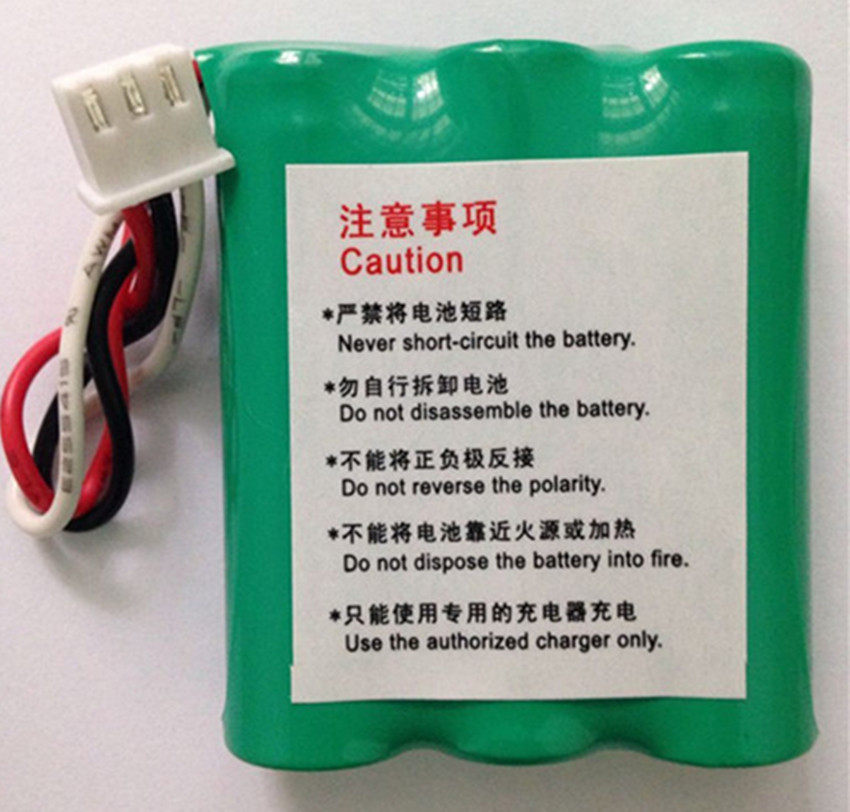 注意事项
Caution
*严禁将电池短路
Never short-circuit the battery.
*勿自行拆卸电池
Do not disassemble the battery.
*不能将正负极反接
Do not reverse the polarity.
*不能将电池靠近火源或加热
Do not dispose the battery into fire.
*只能使用专用的充电器充电
Use the authorized charger only.